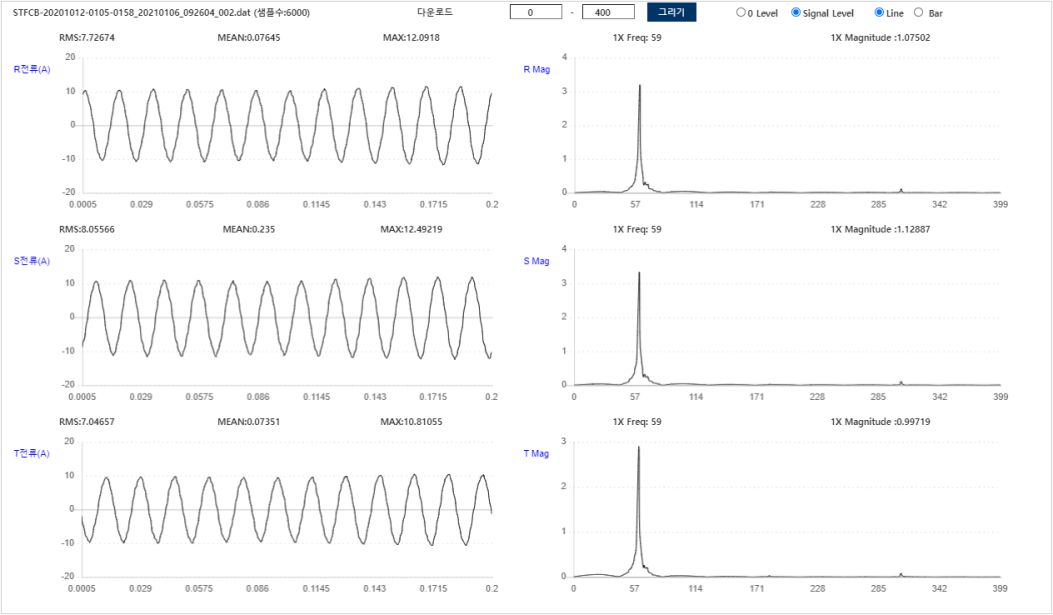 STFCB-20201012-0105-0158_20210106_092604_002.dat (샘플수:6000) 다운로드 0 - 400 그리기 0 Level Signal Level Line Bar
RMS:7.72674 MEAN:0.07645 MAX:12.0918
R전류(A)
20
10
0
-10
-20
0.0005 0.029 0.0575 0.086 0.1145 0.143 0.1715 0.2
1X Freq: 59 1X Magnitude :1.07502
R Mag
4
3
2
1
0
0 57 114 171 228 285 342 399
RMS:8.05566 MEAN:0.235 MAX:12.49219
S전류(A)
20
10
0
-10
-20
0.0005 0.029 0.0575 0.086 0.1145 0.143 0.1715 0.2
1X Freq: 59 1X Magnitude :1.12887
S Mag
4
3
2
1
0
0 57 114 171 228 285 342 399
RMS:7.04657 MEAN:0.07351 MAX:10.81055
T전류(A)
20
10
0
-10
-20
0.0005 0.029 0.0575 0.086 0.1145 0.143 0.1715 0.2
1X Freq: 59 1X Magnitude :0.99719
T Mag
3
2
1
0
0 57 114 171 228 285 342 399